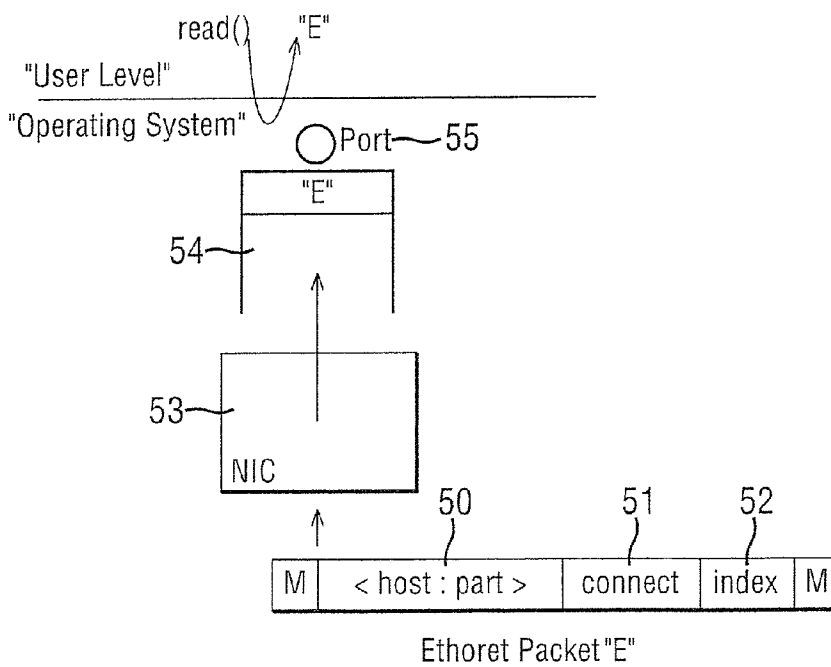 read() "E"
"User Level"
"Operating System"
Port 55
"E"
54
53
NIC
50 51 52
M < host : part > connect index M
Ethoret Packet "E"